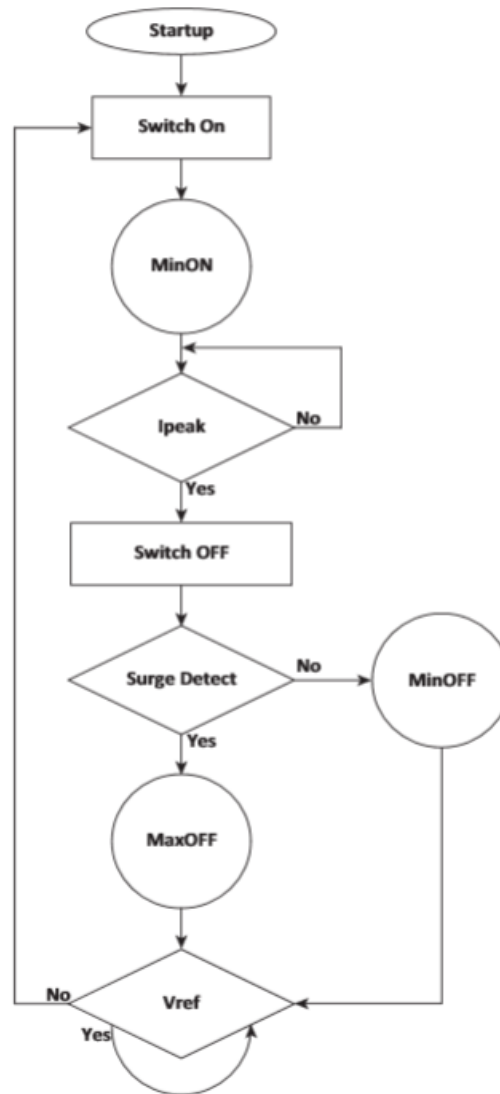 Startup
Switch On
MinON
Ipeak
No
Yes
Switch OFF
Surge Detect
No
MinOFF
Yes
MaxOFF
No
Vref
Yes